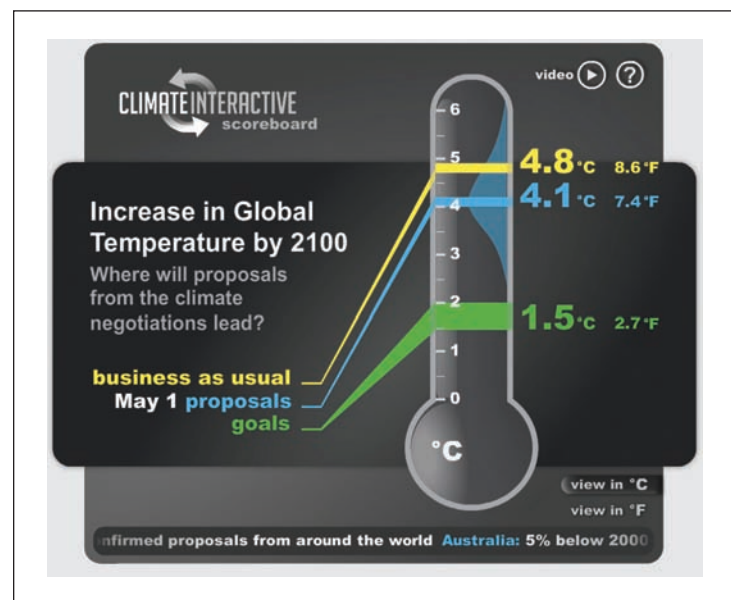 CLIMATE INTERACTIVE
scoreboard
video ?
6
5
4
3
2
1
0
°C
4.8 °C 8.6 °F
4.1 °C 7.4 °F
1.5 °C 2.7 °F
Increase in Global
Temperature by 2100
Where will proposals
from the climate
negotiations lead?
business as usual
May 1 proposals
goals
view in °C
view in °F
nfirmed proposals from around the world Australia: 5% below 2000